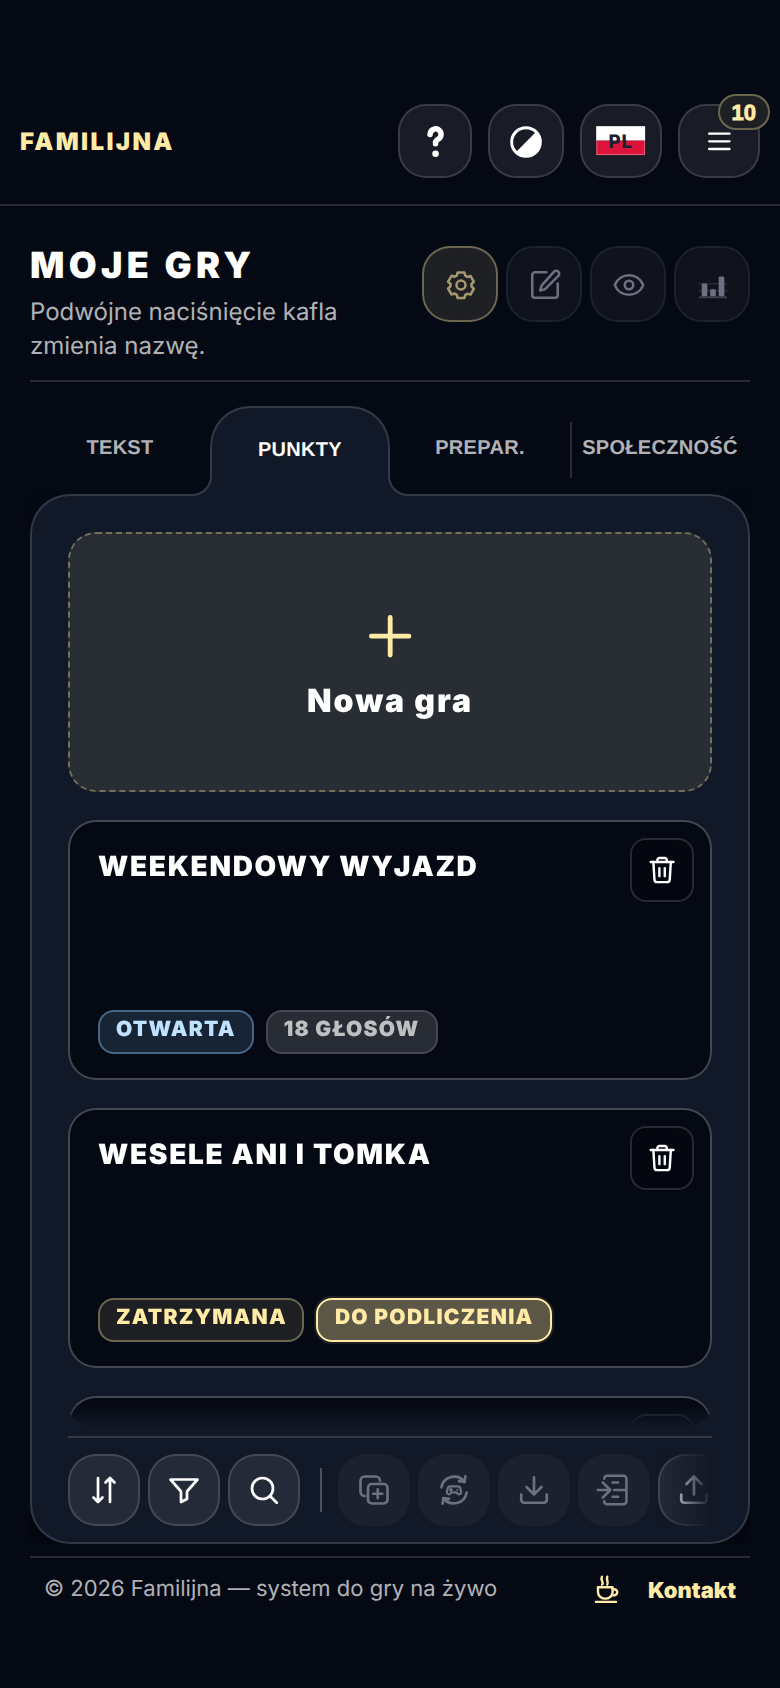 FAMILIJNA
?
PL
10
MOJE GRY
Podwójne naciśnięcie kafla
zmienia nazwę.
TEKST
PUNKTY
PREPAR.
SPOŁECZNOŚĆ
Nowa gra
WEEKENDOWY WYJAZD
OTWARTA
18 GŁOSÓW
WESELE ANI I TOMKA
ZATRZYMANA
DO PODLICZENIA
© 2026 Familijna — system do gry na żywo
Kontakt